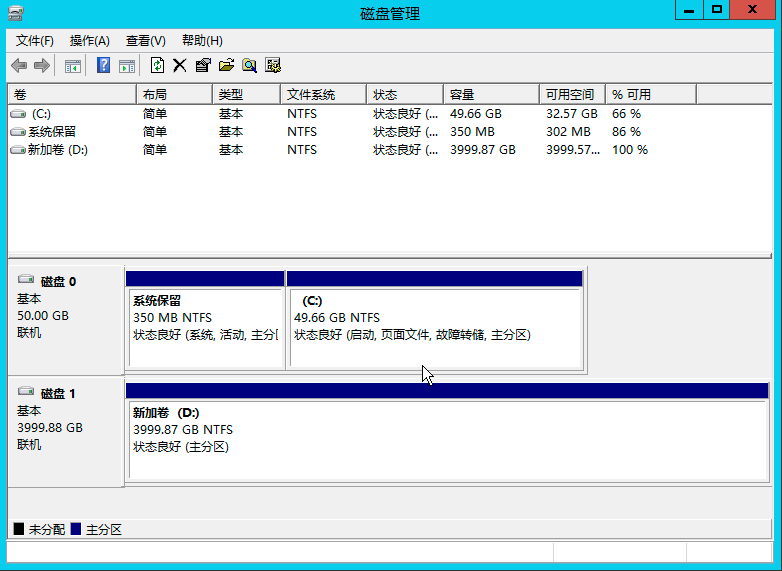 磁盘管理
文件(F) 操作(A) 查看(V) 帮助(H)
卷 布局 类型 文件系统 状态 容量 可用空间 % 可用
(C:) 简单 基本 NTFS 状态良好 (... 49.66 GB 32.57 GB 66 %
系统保留 简单 基本 NTFS 状态良好 (... 350 MB 302 MB 86 %
新加卷 (D:) 简单 基本 NTFS 状态良好 (... 3999.87 GB 3999.57... 100 %
磁盘 0
基本
50.00 GB
联机
系统保留
350 MB NTFS
状态良好 (系统, 活动, 主分区
(C:)
49.66 GB NTFS
状态良好 (启动, 页面文件, 故障转储, 主分区)
磁盘 1
基本
3999.88 GB
联机
新加卷 (D:)
3999.87 GB NTFS
状态良好 (主分区)
未分配 主分区